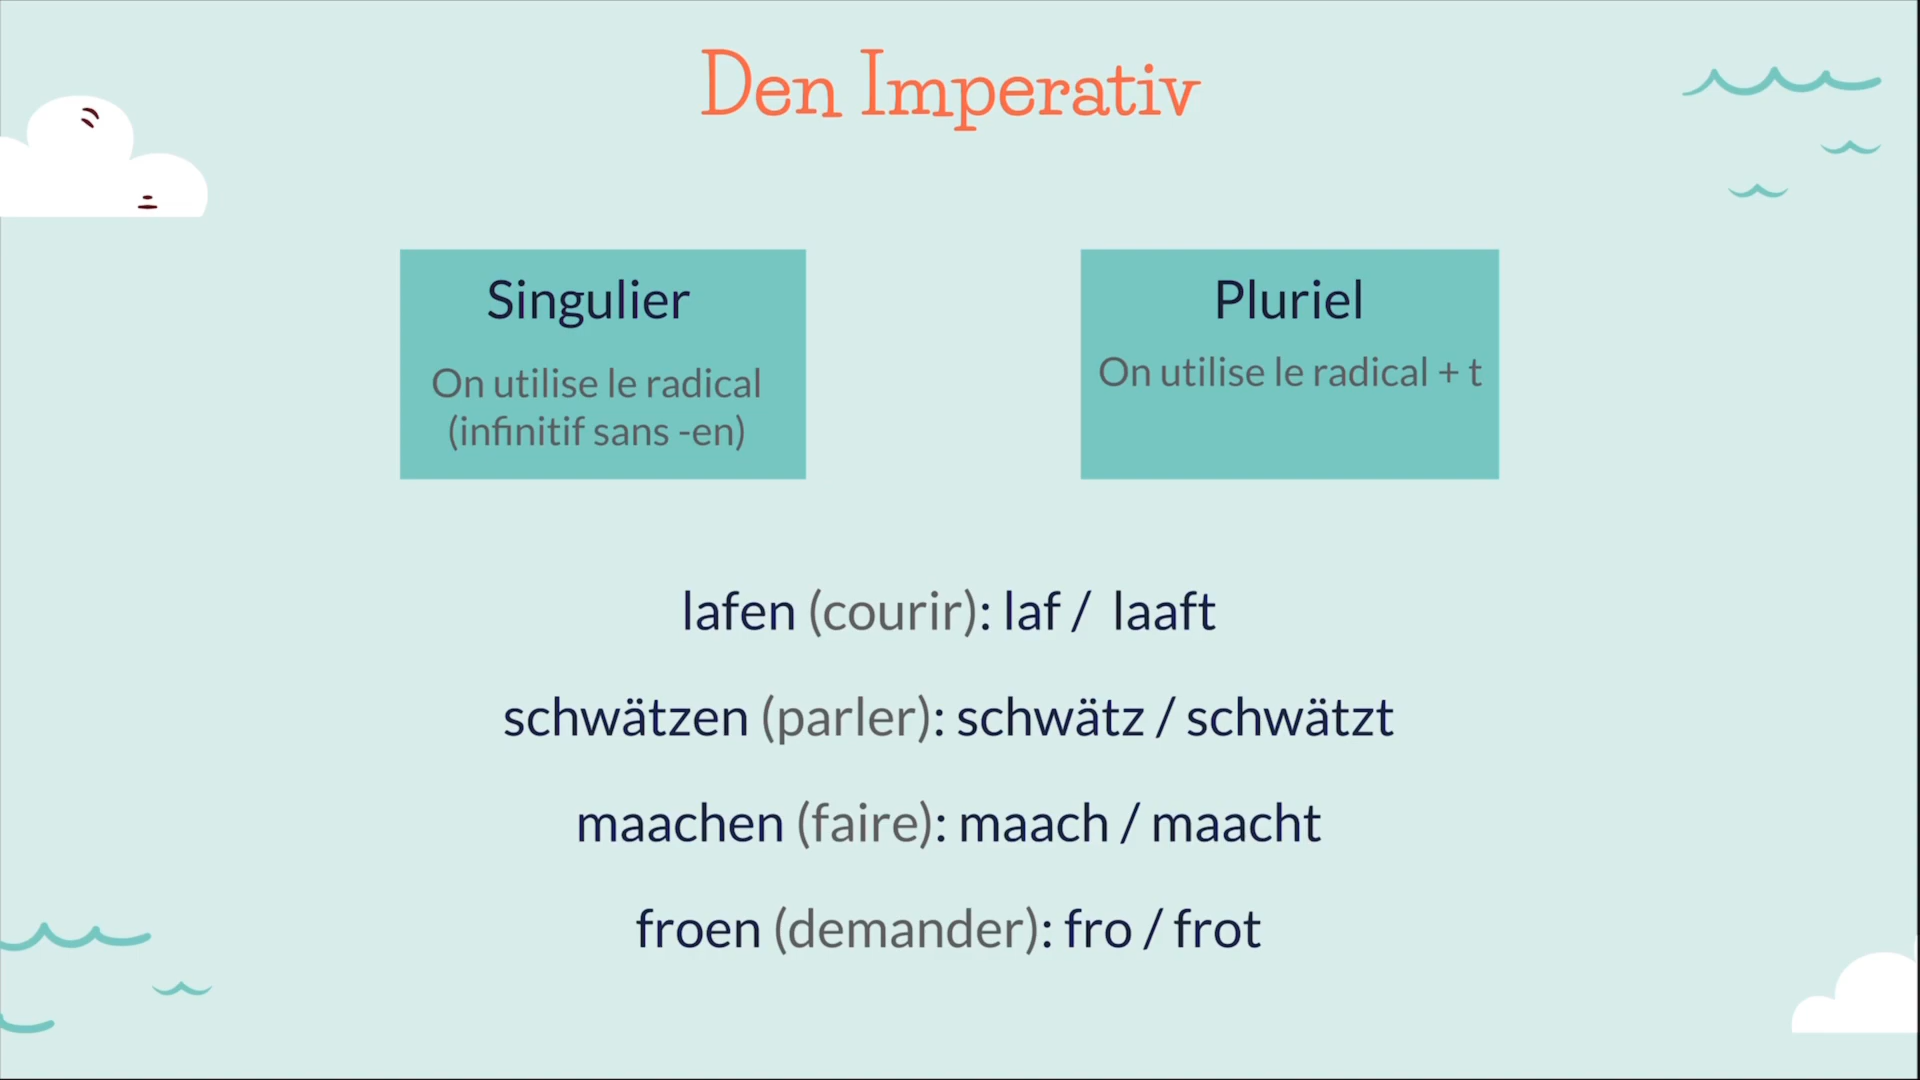 Den Imperativ
Singulier
On utilise le radical
(infinitif sans -en)
Pluriel
On utilise le radical + t
lafen (courir): laf / laaft
schwätzen (parler): schwätz / schwätzt
maachen (faire): maach / maacht
froen (demander): fro / frot